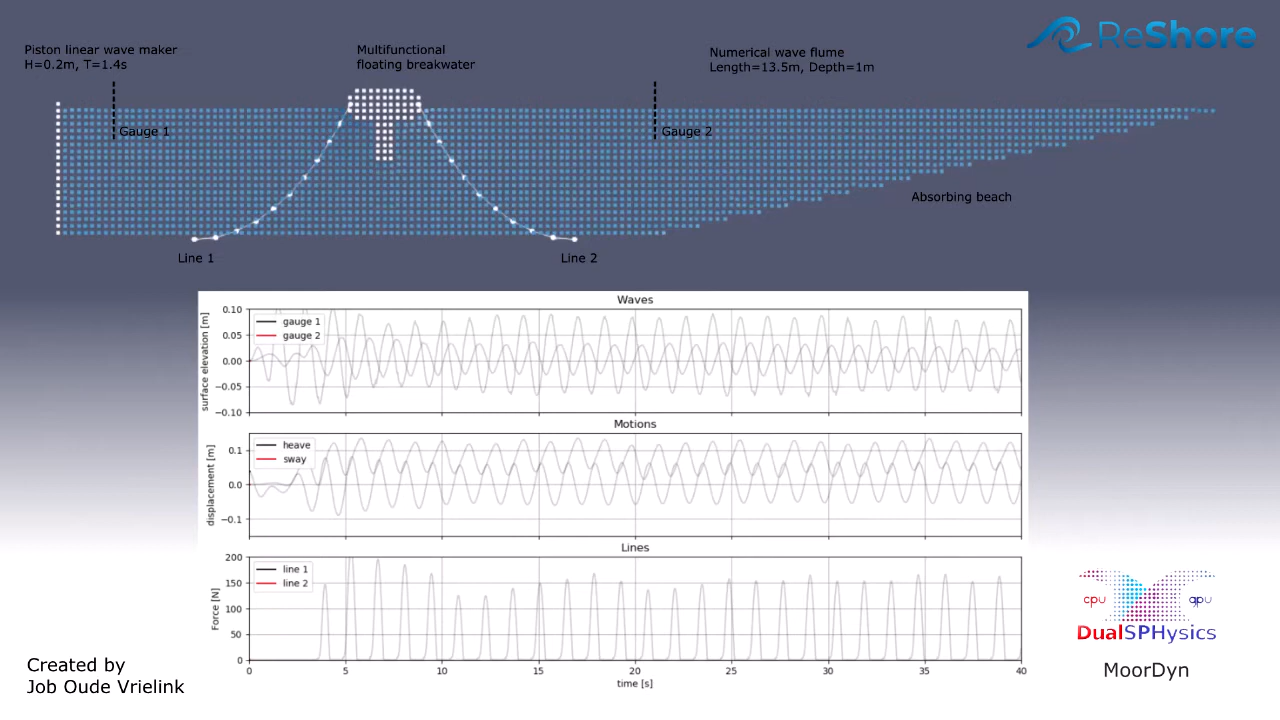 ReShore
Piston linear wave maker
H=0.2m, T=1.4s
Multifunctional
floating breakwater
Numerical wave flume
Length=13.5m, Depth=1m
Gauge 1
Gauge 2
Absorbing beach
Line 1
Line 2
Waves
surface elevation [m]
0.10
0.05
0.00
−0.05
−0.10
gauge 1
gauge 2
Motions
displacement [m]
0.1
0.0
−0.1
heave
sway
Lines
Force [N]
200
150
100
50
0
line 1
line 2
0 5 10 15 20 25 30 35 40
time [s]
cpu gpu
DualSPHysics
MoorDyn
Created by
Job Oude Vrielink